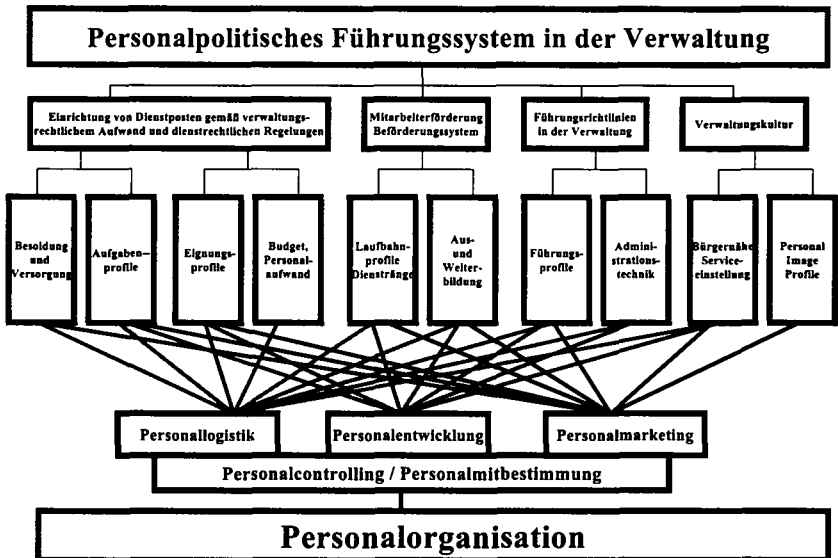 Personalpolitisches Führungssystem in der Verwaltung
Einrichtung von Dienstposten gemäß verwaltungs-
rechtlichem Aufwand und dienstrechtlichen Regelungen
Mitarbeiterförderung
Beförderungssystem
Führungsrichtlinien
in der Verwaltung
Verwaltungskultur
Besoldung
und
Versorgung
Aufgaben-
profile
Eignungs-
profile
Budget,
Personal-
aufwand
Laufbahn-
profile
Dienstränge
Aus-
und
Weiter-
bildung
Führungs-
profile
Admini-
strations-
technik
Bürgernähe
Service-
einstellung
Personal
Image
Profile
Personallogistik
Personalentwicklung
Personalmarketing
Personalcontrolling / Personalmitbestimmung
Personalorganisation